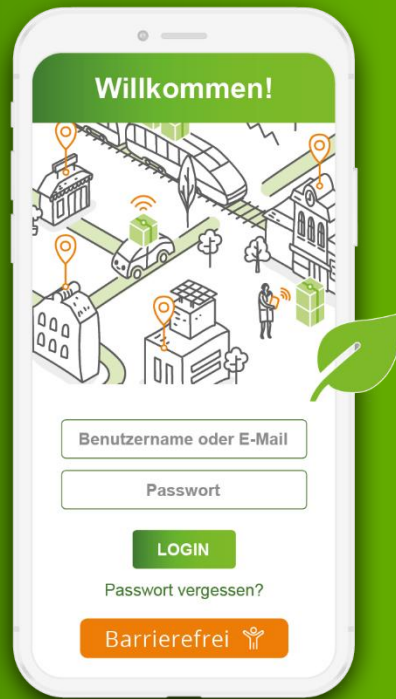 Willkommen!
Benutzername oder E-Mail
Passwort
LOGIN
Passwort vergessen?
Barrierefrei